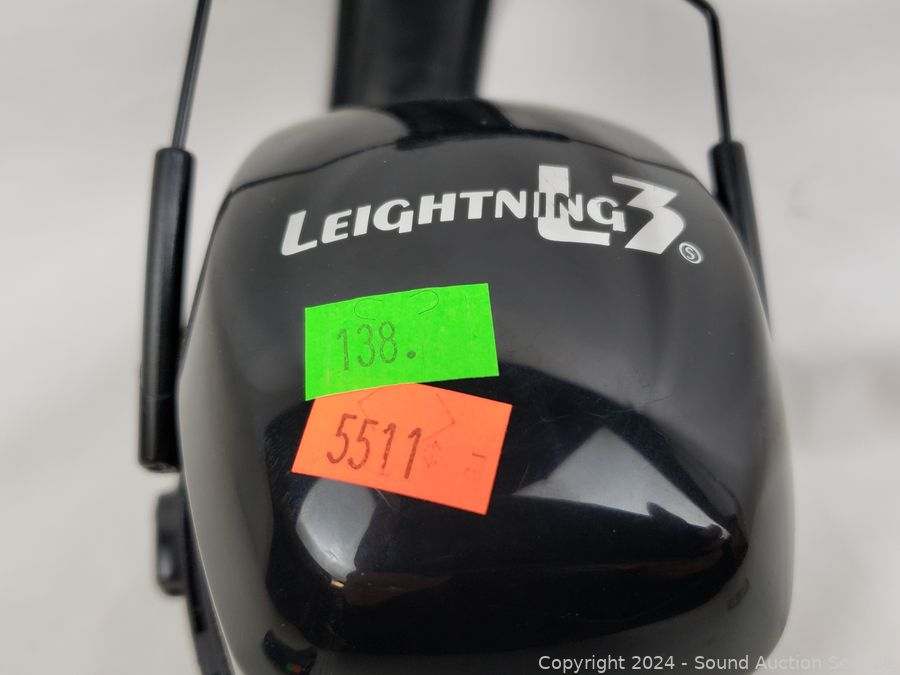 LEIGHTNING L3
S
138.
5511
Copyright 2024 - Sound Auction Se